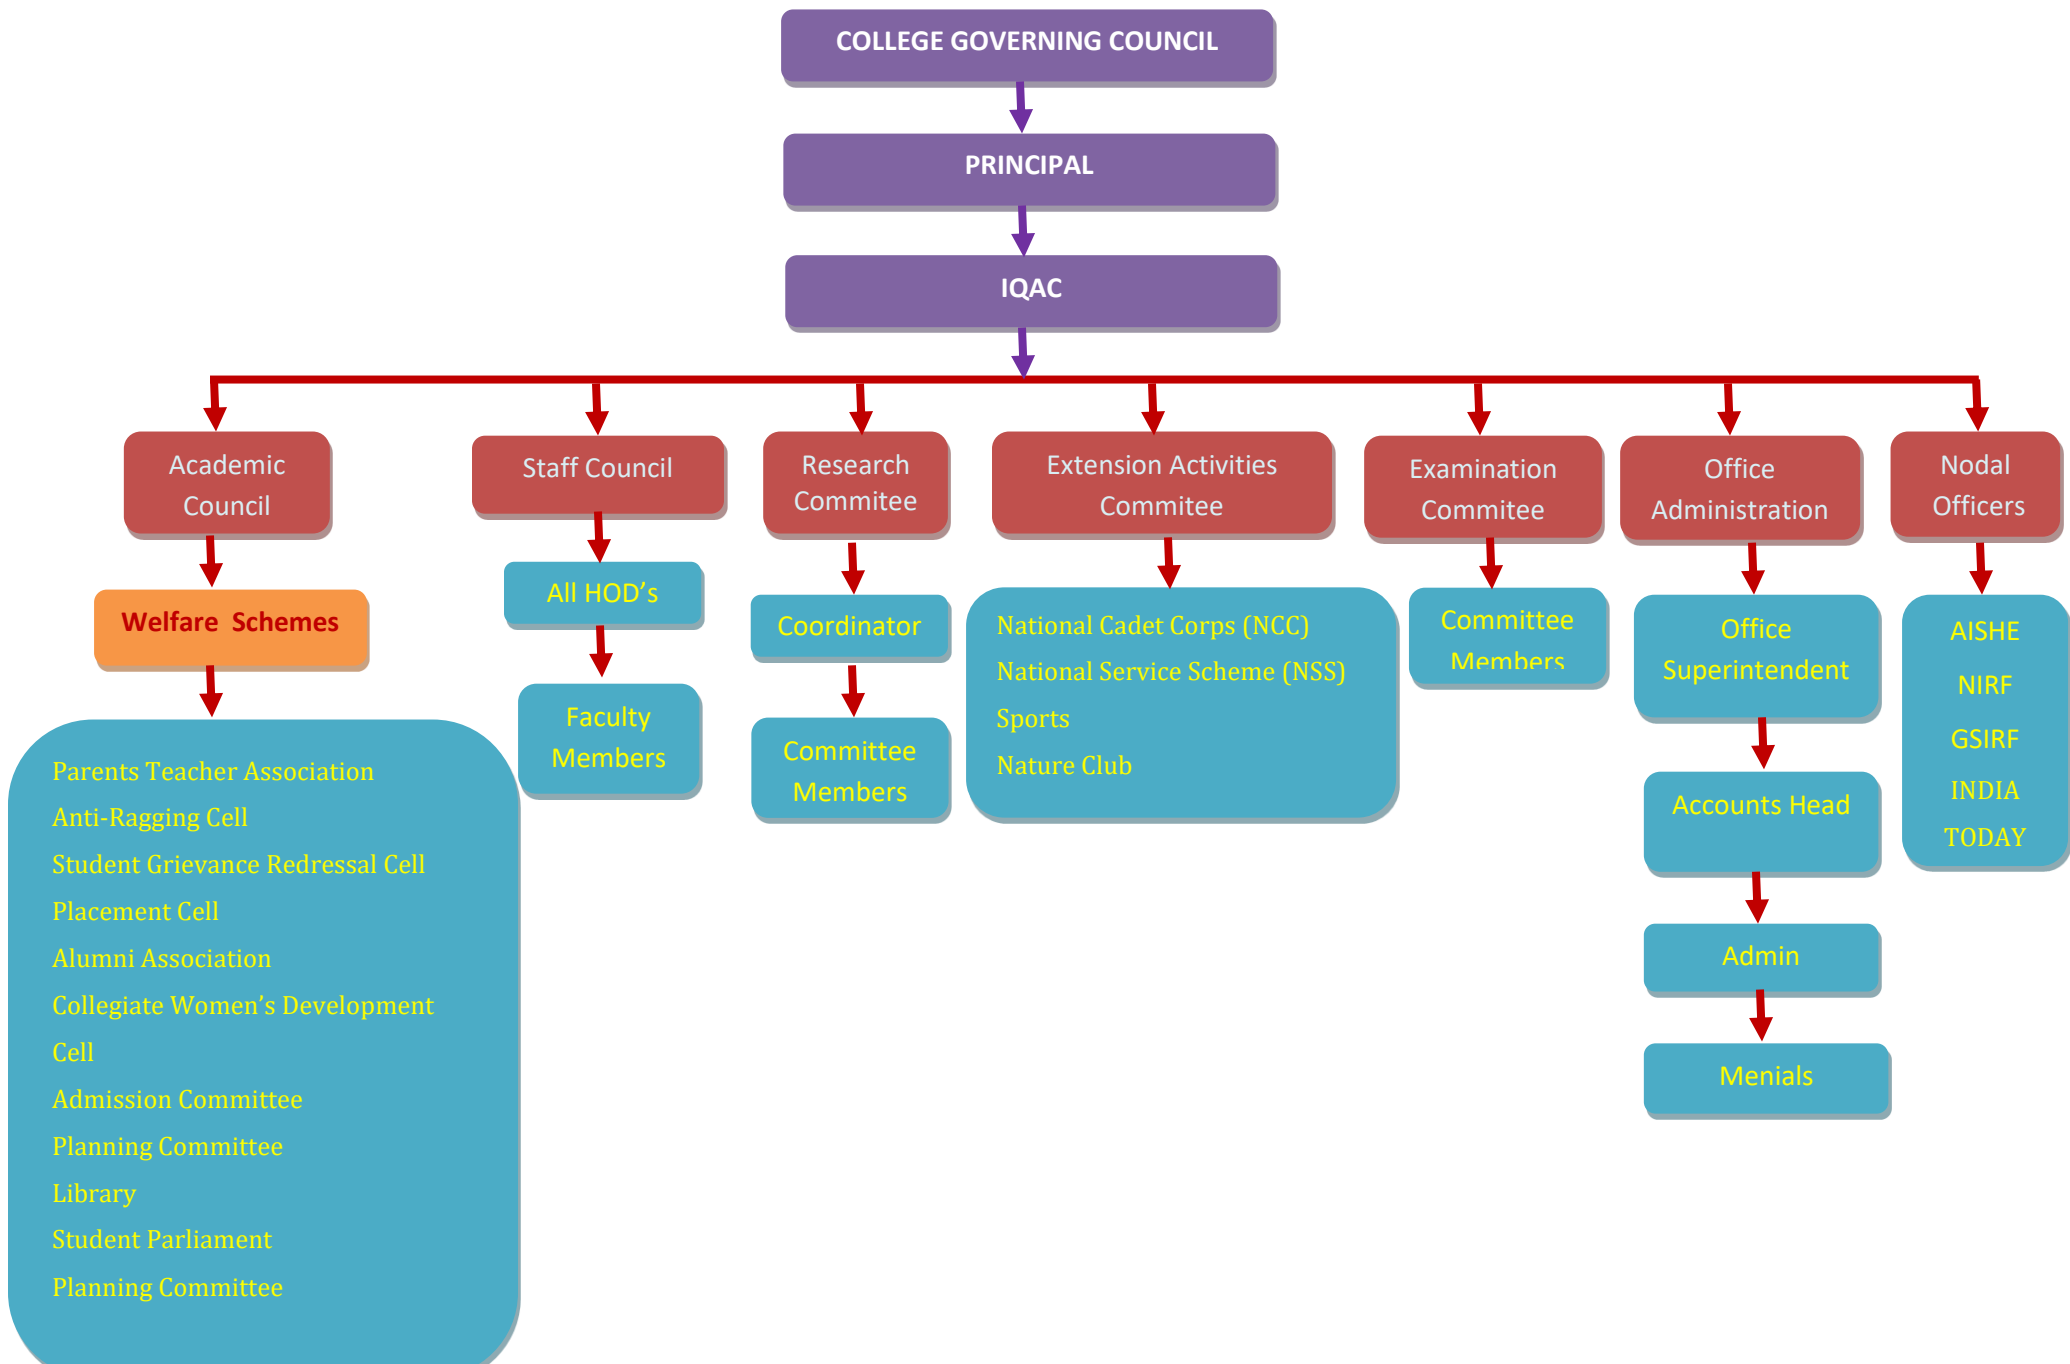 COLLEGE GOVERNING COUNCIL
PRINCIPAL
IQAC
Academic
Council
Staff Council
Research
Commitee
Extension Activities
Commitee
Examination
Commitee
Office
Administration
Nodal
Officers
Welfare Schemes
Parents Teacher Association
Anti-Ragging Cell
Student Grievance Redressal Cell
Placement Cell
Alumni Association
Collegiate Women’s Development
Cell
Admission Committee
Planning Committee
Library
Student Parliament
Planning Committee
All HOD’s
Faculty
Members
Coordinator
Committee
Members
National Cadet Corps (NCC)
National Service Scheme (NSS)
Sports
Nature Club
Committee
Members
Office
Superintendent
Accounts Head
Admin
Menials
AISHE
NIRF
GSIRF
INDIA
TODAY